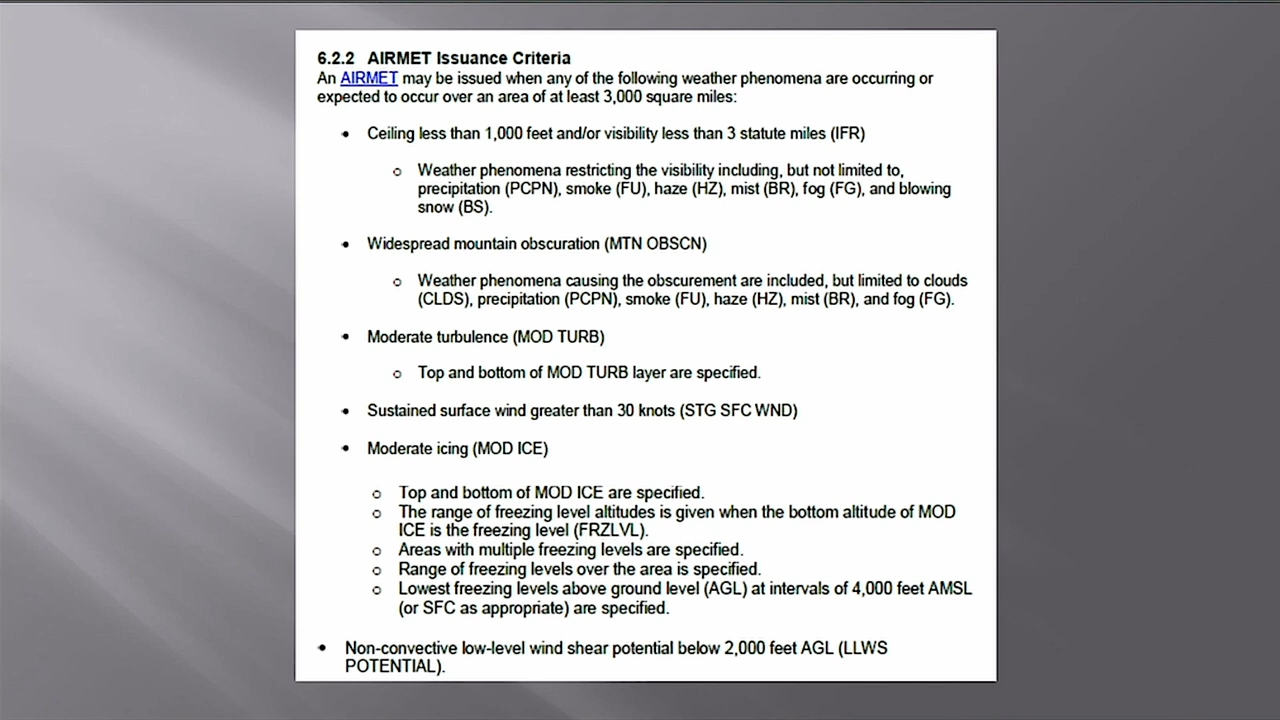 6.2.2 AIRMET Issuance Criteria
An AIRMET may be issued when any of the following weather phenomena are occurring or
expected to occur over an area of at least 3,000 square miles:
• Ceiling less than 1,000 feet and/or visibility less than 3 statute miles (IFR)
o Weather phenomena restricting the visibility including, but not limited to,
precipitation (PCPN), smoke (FU), haze (HZ), mist (BR), fog (FG), and blowing
snow (BS).
• Widespread mountain obscuration (MTN OBSCN)
o Weather phenomena causing the obscurement are included, but limited to clouds
(CLDS), precipitation (PCPN), smoke (FU), haze (HZ), mist (BR), and fog (FG).
• Moderate turbulence (MOD TURB)
o Top and bottom of MOD TURB layer are specified.
• Sustained surface wind greater than 30 knots (STG SFC WND)
• Moderate icing (MOD ICE)
o Top and bottom of MOD ICE are specified.
o The range of freezing level altitudes is given when the bottom altitude of MOD
ICE is the freezing level (FRZLVL).
o Areas with multiple freezing levels are specified.
o Range of freezing levels over the area is specified.
o Lowest freezing levels above ground level (AGL) at intervals of 4,000 feet AMSL
(or SFC as appropriate) are specified.
• Non-convective low-level wind shear potential below 2,000 feet AGL (LLWS
POTENTIAL).